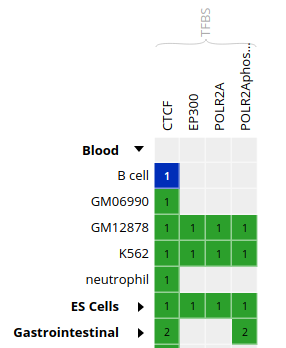 TFBS
CTCF
EP300
POLR2A
POLR2Aphos...
Blood
B cell 1
GM06990 1
GM12878 1 1 1 1
K562 1 1 1 1
neutrophil 1
ES Cells 1 1 1 1
Gastrointestinal 2 2